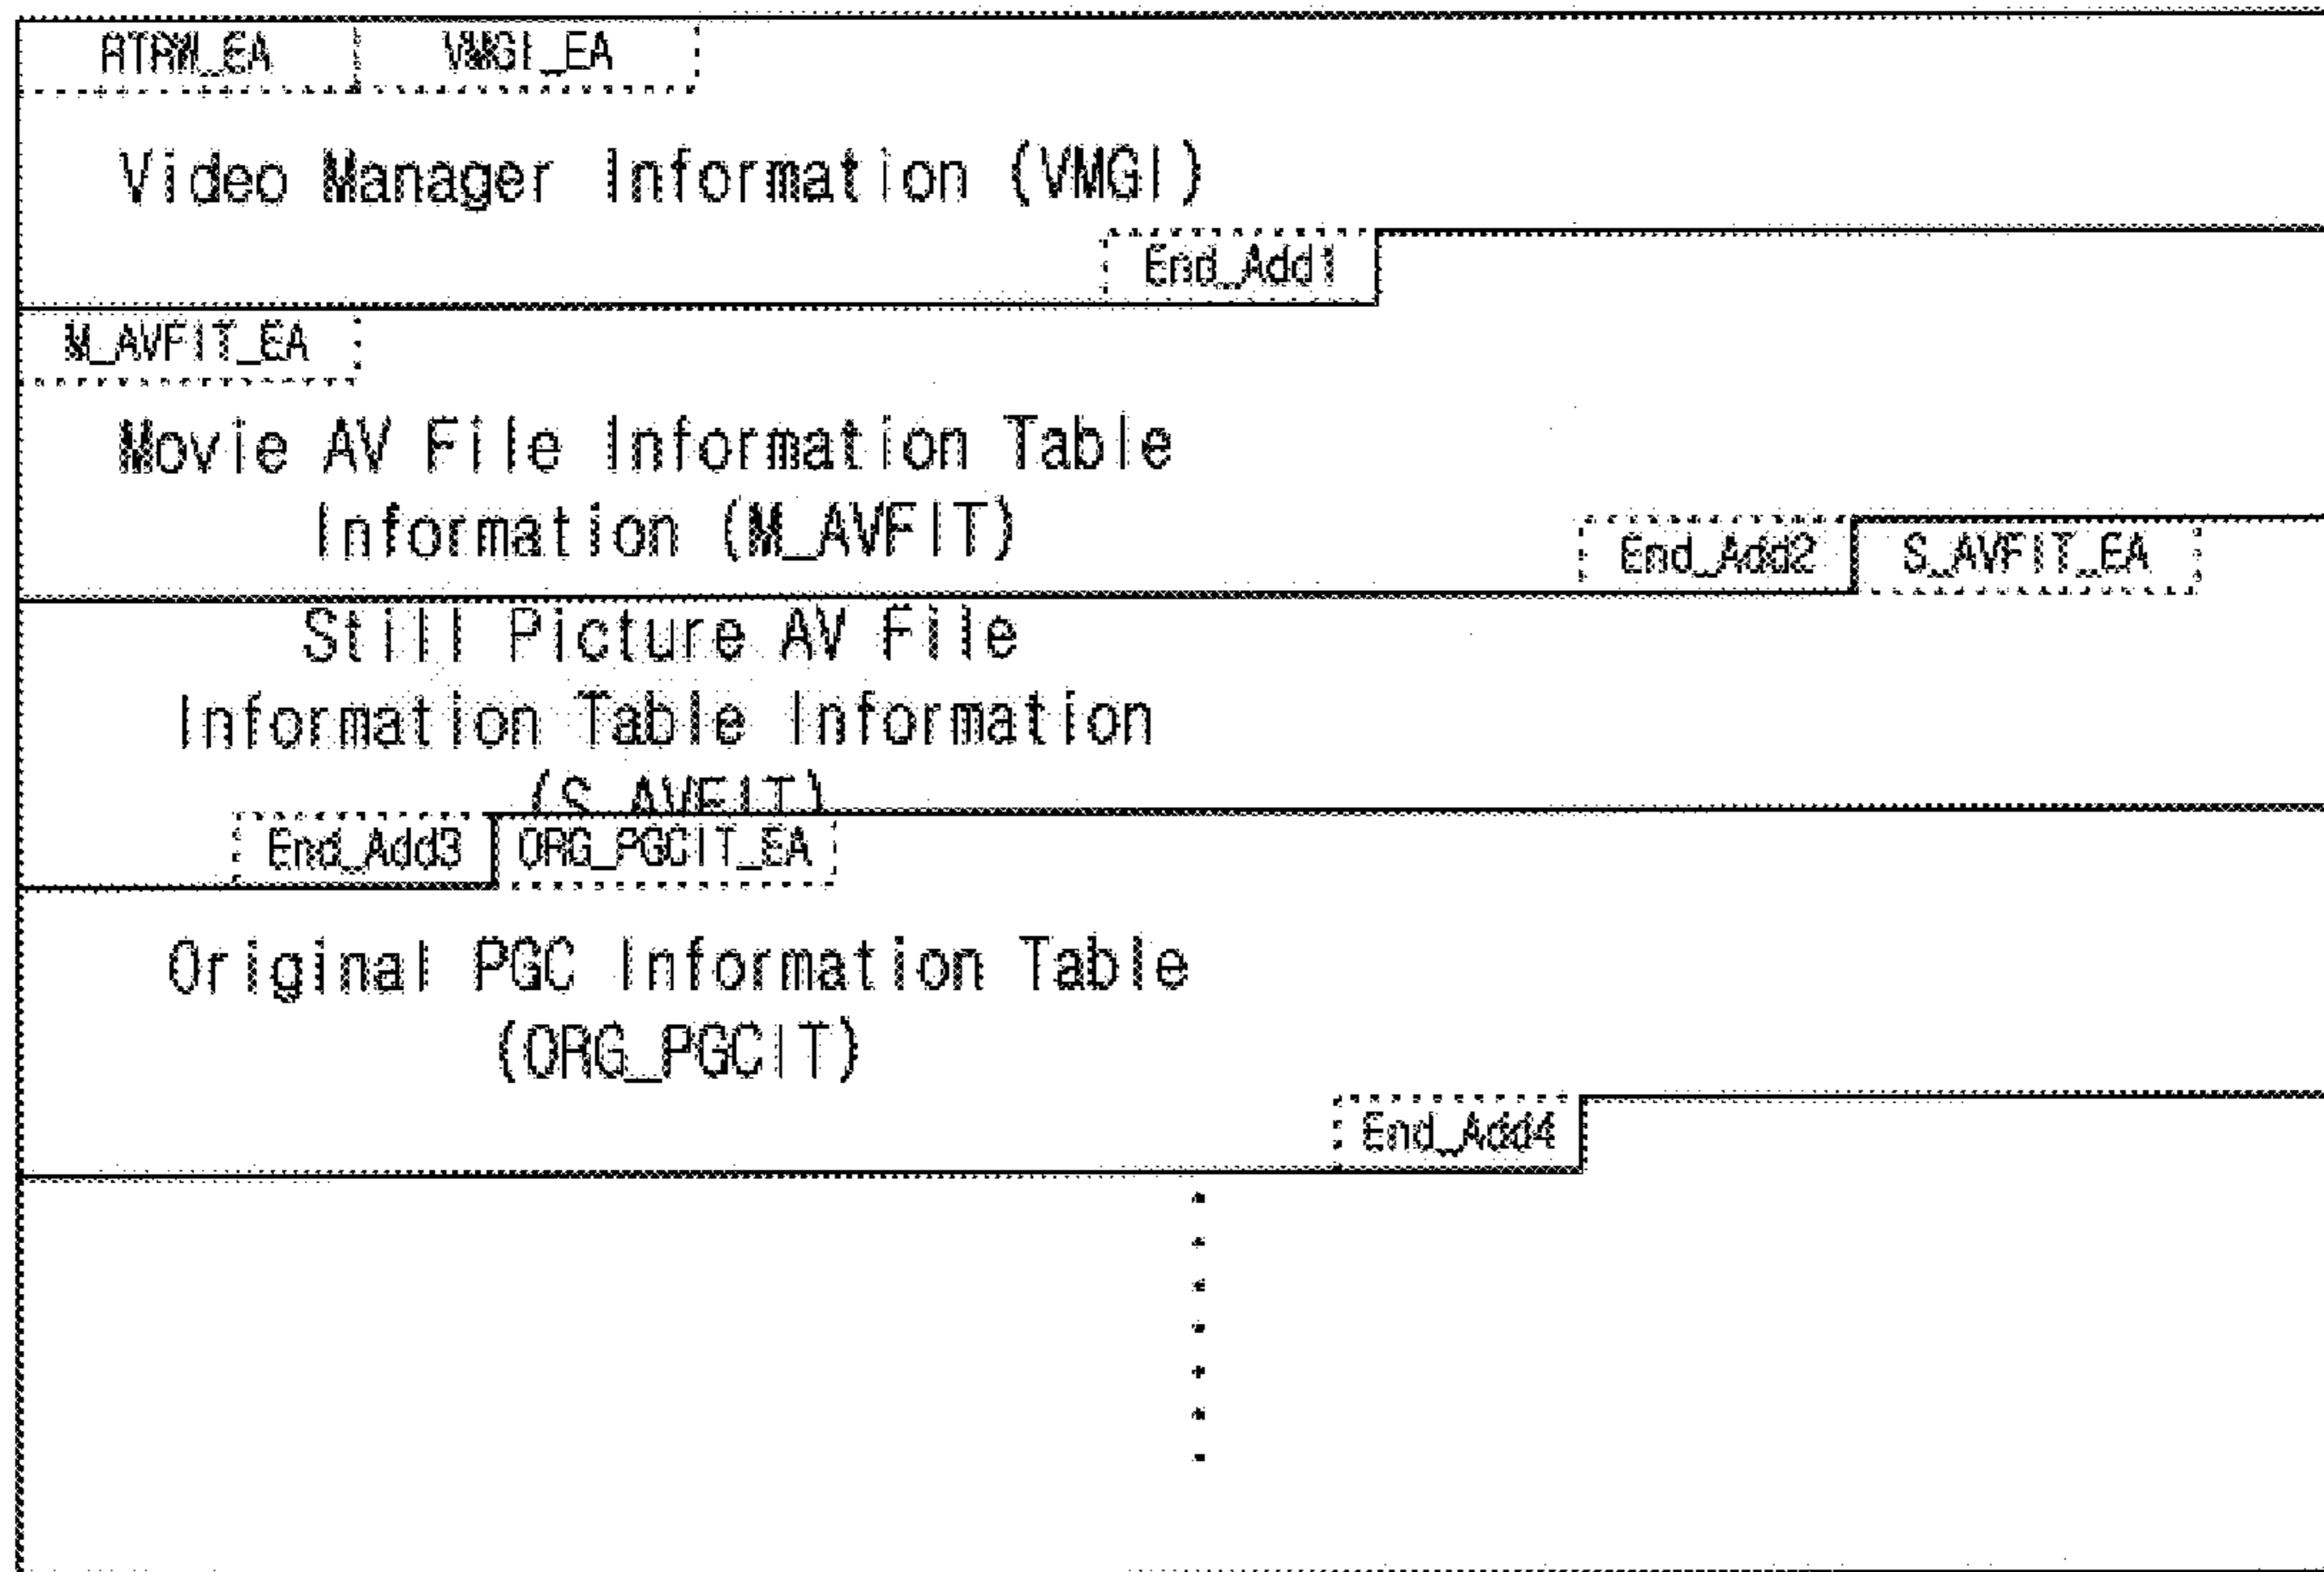 RTRW_EA VMGI_EA
Video Manager Information (VMGI)
End_Add1
M_AVFIT_EA
Movie AV File Information Table
Information (M_AVFIT)
End_Add2 S_AVFIT_EA
Still Picture AV File
Information Table Information
(S_AVFIT)
End_Add3 ORG_PGCIT_EA
Original PGC Information Table
(ORG_PGCIT)
End_Add4